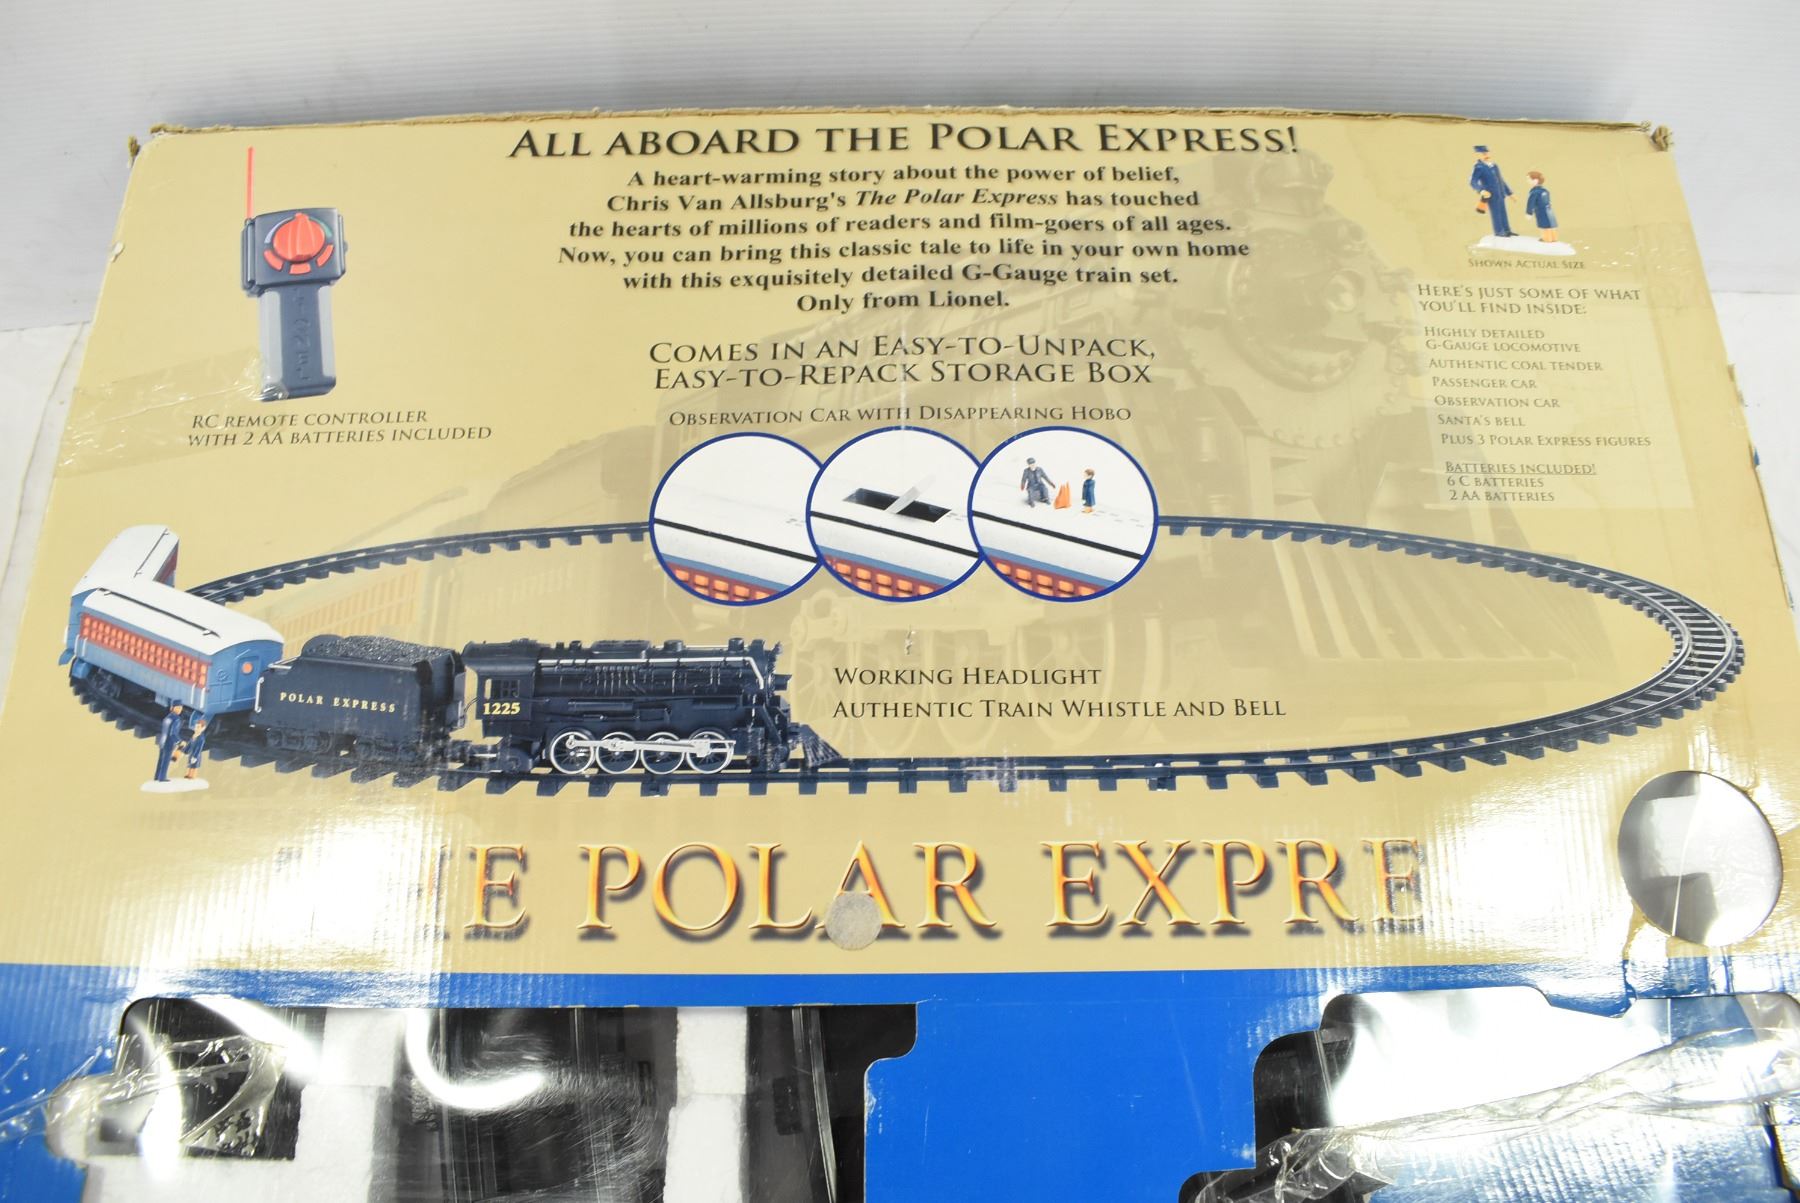 ALL ABOARD THE POLAR EXPRESS!
A heart-warming story about the power of belief,
Chris Van Allsburg's The Polar Express has touched
the hearts of millions of readers and film-goers of all ages.
Now, you can bring this classic tale to life in your own home
with this exquisitely detailed G-Gauge train set.
Only from Lionel.
COMES IN AN EASY-TO-UNPACK,
EASY-TO-REPACK STORAGE BOX
OBSERVATION CAR WITH DISAPPEARING HOBO
LIONEL
RC REMOTE CONTROLLER
WITH 2 AA BATTERIES INCLUDED
SHOWN ACTUAL SIZE
HERE'S JUST SOME OF WHAT
YOU'LL FIND INSIDE:
HIGHLY DETAILED
G-GAUGE LOCOMOTIVE
AUTHENTIC COAL TENDER
PASSENGER CAR
OBSERVATION CAR
SANTA'S BELL
PLUS 3 POLAR EXPRESS FIGURES
BATTERIES INCLUDED!
6 C BATTERIES
2 AA BATTERIES
POLAR EXPRESS
1225
WORKING HEADLIGHT
AUTHENTIC TRAIN WHISTLE AND BELL
THE POLAR EXPRE